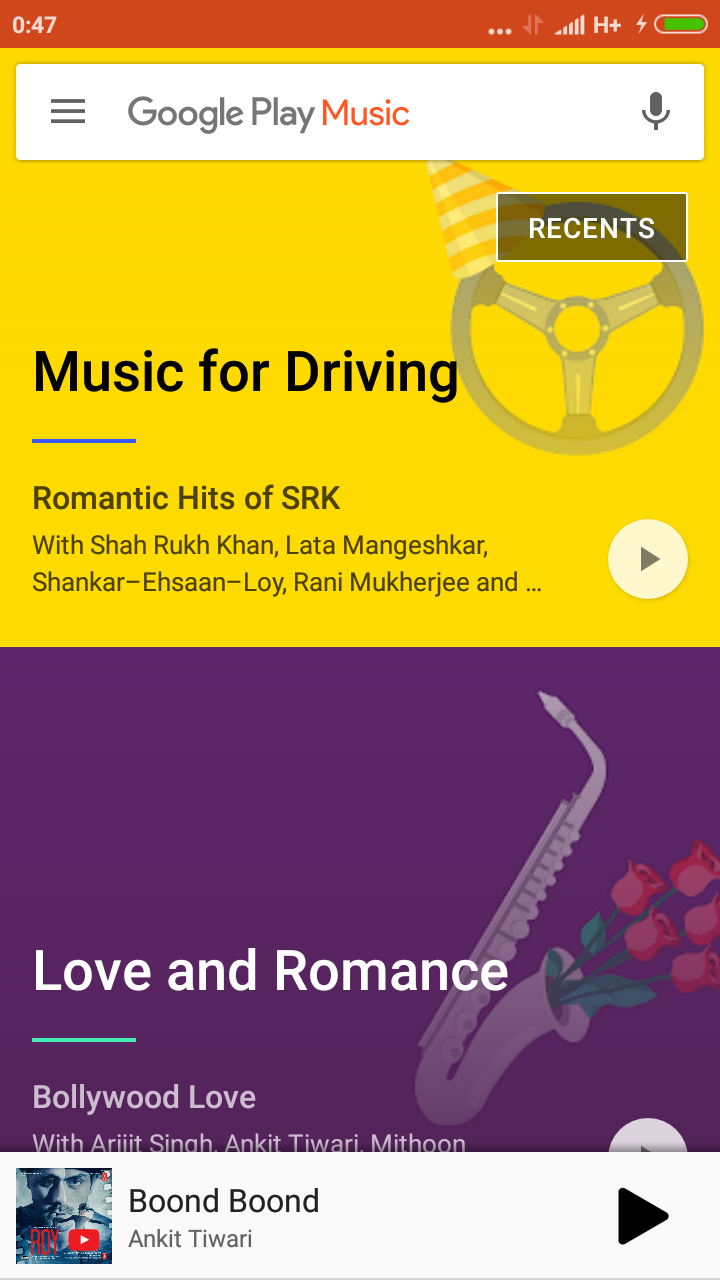 0:47
H+
Google Play Music
RECENTS
Music for Driving
Romantic Hits of SRK
With Shah Rukh Khan, Lata Mangeshkar,
Shankar–Ehsaan–Loy, Rani Mukherjee and ...
Love and Romance
Bollywood Love
With Arijit Singh, Ankit Tiwari, Mithoon
ROY
Boond Boond
Ankit Tiwari